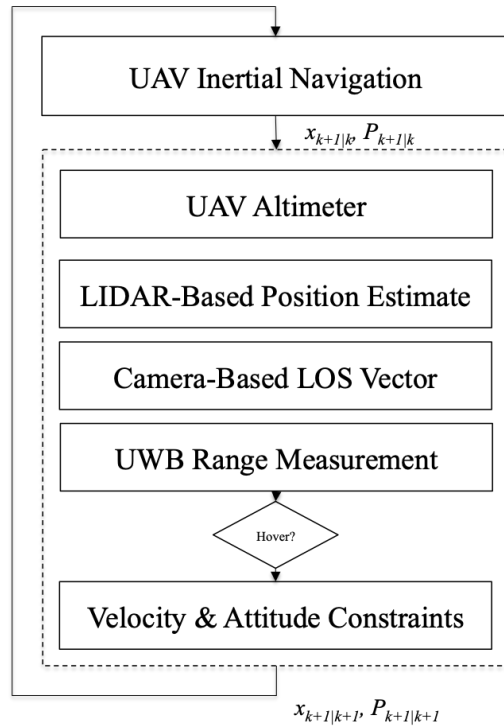 UAV Inertial Navigation
x_{k+1|k}, P_{k+1|k}
UAV Altimeter
LIDAR-Based Position Estimate
Camera-Based LOS Vector
UWB Range Measurement
Hover?
Velocity & Attitude Constraints
x_{k+1|k+1}, P_{k+1|k+1}